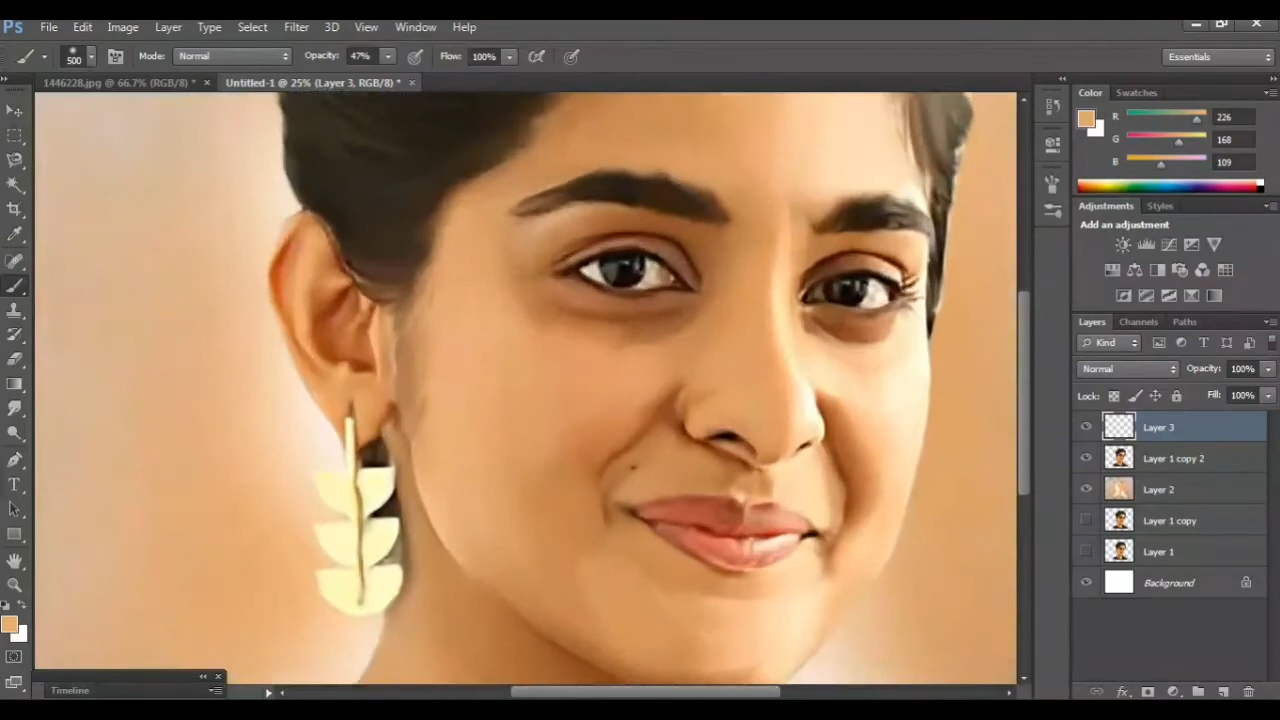 Ps File Edit Image Layer Type Select Filter 3D View Window Help
500 Mode: Normal Opacity: 47% Flow: 100% Essentials
1446228.jpg @ 66.7% (RGB/8) * × Untitled-1 @ 25% (Layer 3, RGB/8) * ×
Color Swatches
R 226
G 168
B 109
Adjustments Styles
Add an adjustment
Layers Channels Paths
Kind
Normal Opacity: 100%
Lock: Fill: 100%
Layer 3
Layer 1 copy 2
Layer 2
Layer 1 copy
Layer 1
Background
Timeline